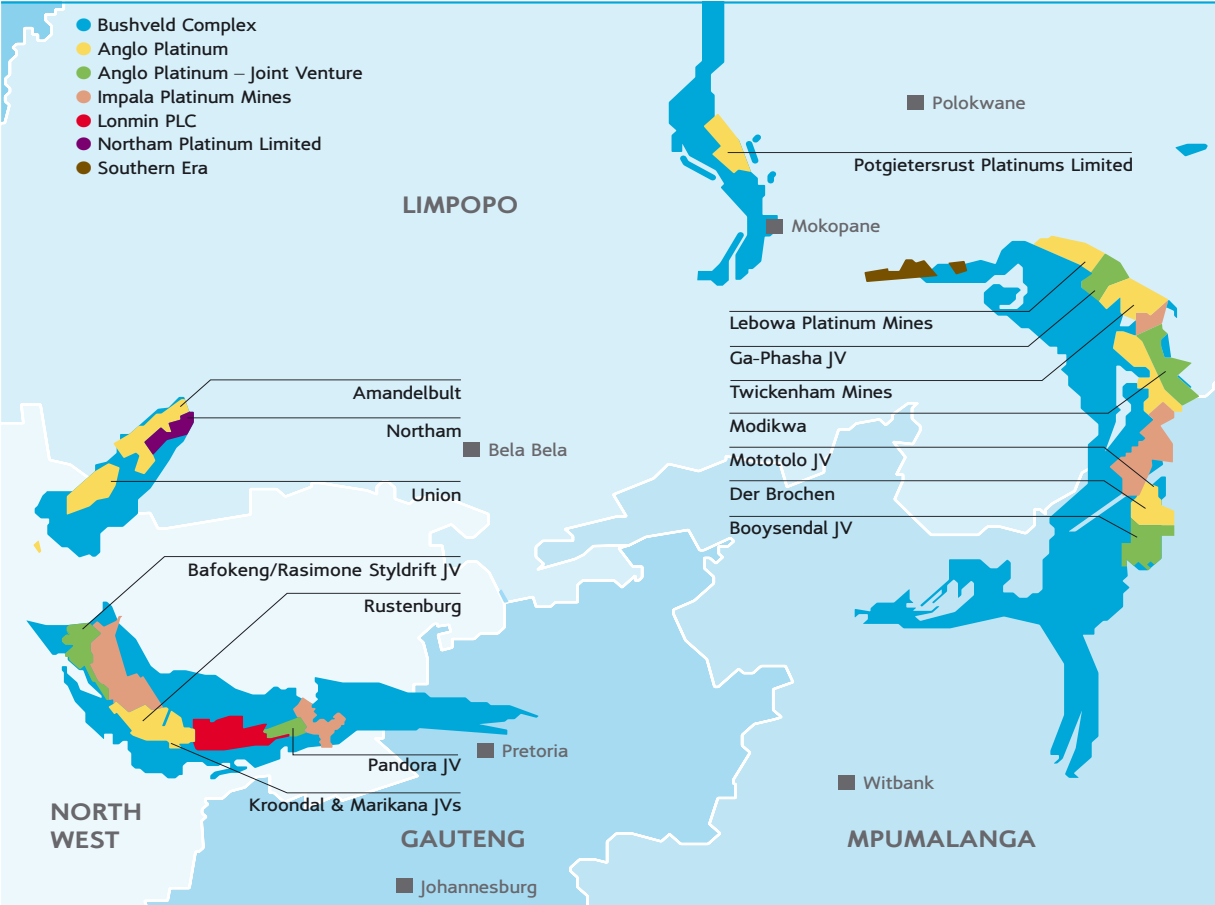 Bushveld Complex
Anglo Platinum
Anglo Platinum – Joint Venture
Impala Platinum Mines
Lonmin PLC
Northam Platinum Limited
Southern Era
Polokwane
Potgietersrust Platinums Limited
LIMPOPO
Mokopane
Lebowa Platinum Mines
Ga-Phasha JV
Twickenham Mines
Modikwa
Mototolo JV
Der Brochen
Booysendal JV
Amandelbult
Northam
Bela Bela
Union
Bafokeng/Rasimone Styldrift JV
Rustenburg
Pandora JV
Pretoria
Kroondal & Marikana JVs
Witbank
NORTH
WEST
GAUTENG
MPUMALANGA
Johannesburg